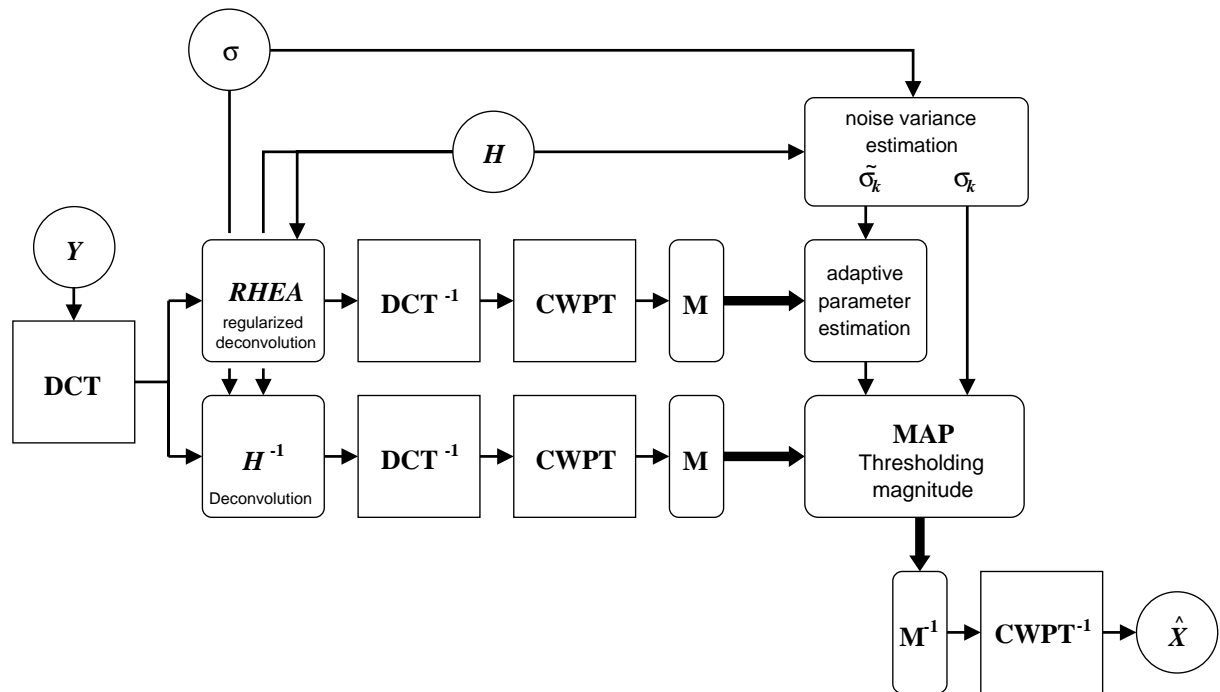 σ
noise variance
estimation
σ̃k σk
H
Y
RHEA
regularized
deconvolution
DCT -1
CWPT
M
adaptive
parameter
estimation
DCT
H -1
Deconvolution
DCT -1
CWPT
M
MAP
Thresholding
magnitude
M-1
CWPT-1
X̂